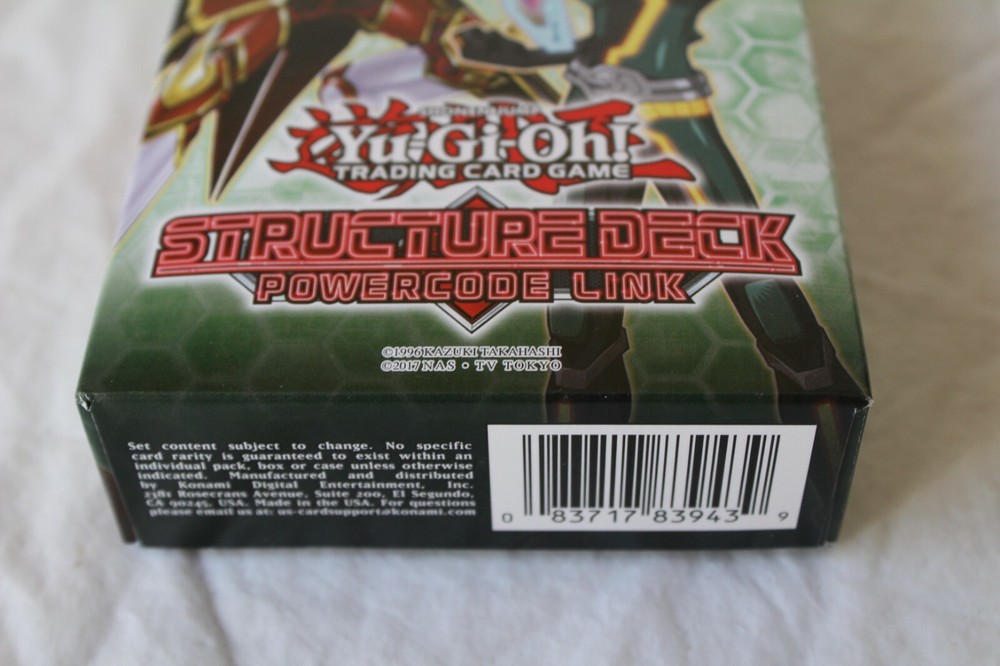 Yu-Gi-Oh!
TRADING CARD GAME
STRUCTURE DECK
POWERCODE LINK
©1996 KAZUKI TAKAHASHI
©2017 NAS • TV TOKYO
Set content subject to change. No specific
card rarity is guaranteed to exist within an
individual pack, box or case unless otherwise
indicated. Manufactured and distributed
by Konami Digital Entertainment, Inc.
2381 Rosecrans Avenue, Suite 200, El Segundo,
CA 90245, USA. Made in the USA. For questions
please email us at: us-cardsupport@konami.com
0 83717 83943 9